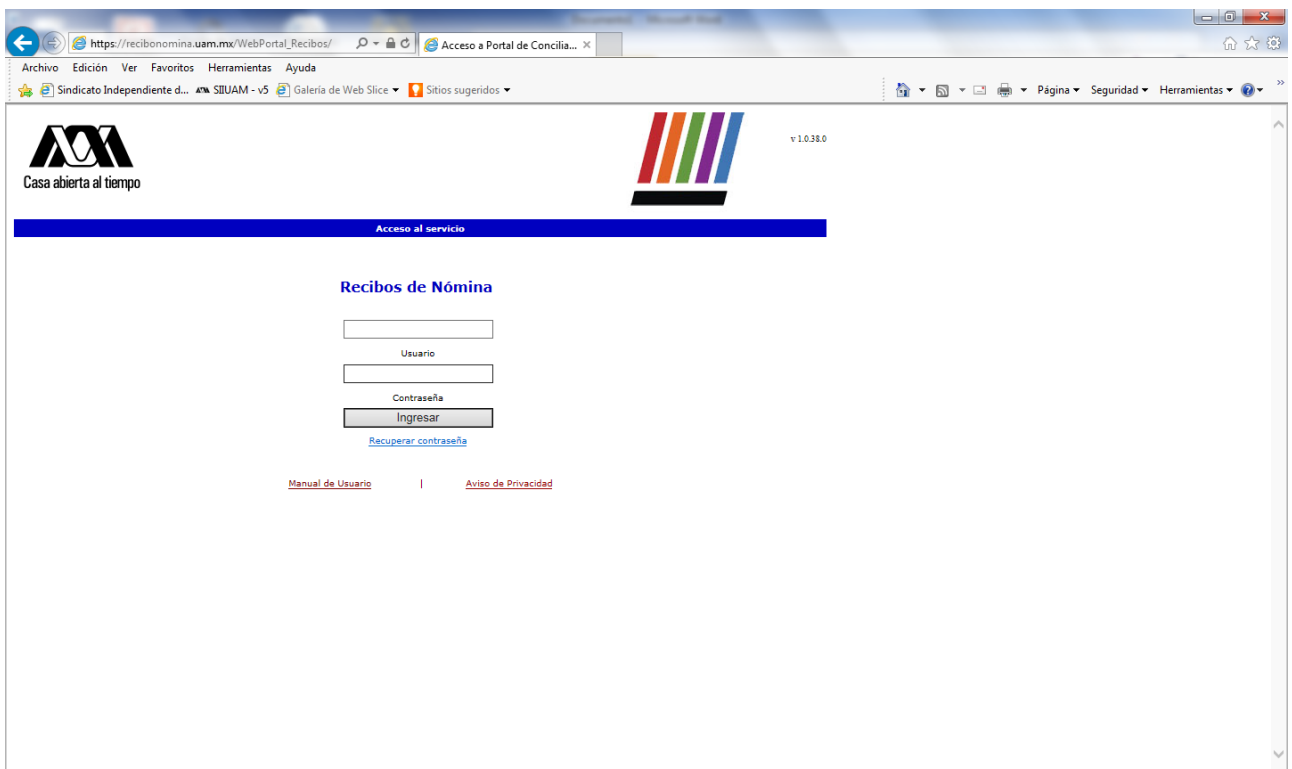 https://recibonomina.uam.mx/WebPortal_Recibos/
Acceso a Portal de Concilia...
Archivo Edición Ver Favoritos Herramientas Ayuda
Sindicato Independiente d... SIIUAM - v5 Galería de Web Slice Sitios sugeridos
Página Seguridad Herramientas
Casa abierta al tiempo
v 1.0.38.0
Acceso al servicio
Recibos de Nómina
Usuario
Contraseña
Ingresar
Recuperar contraseña
Manual de Usuario | Aviso de Privacidad